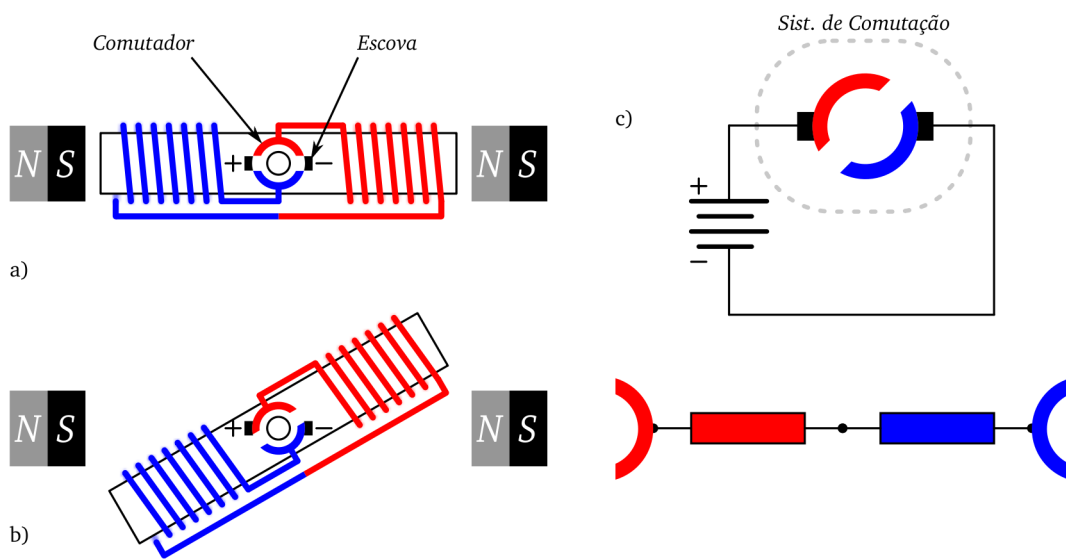 Comutador
Escova
Sist. de Comutação
N S
+ −
N S
a)
c)
+
−
N S
+ −
N S
b)